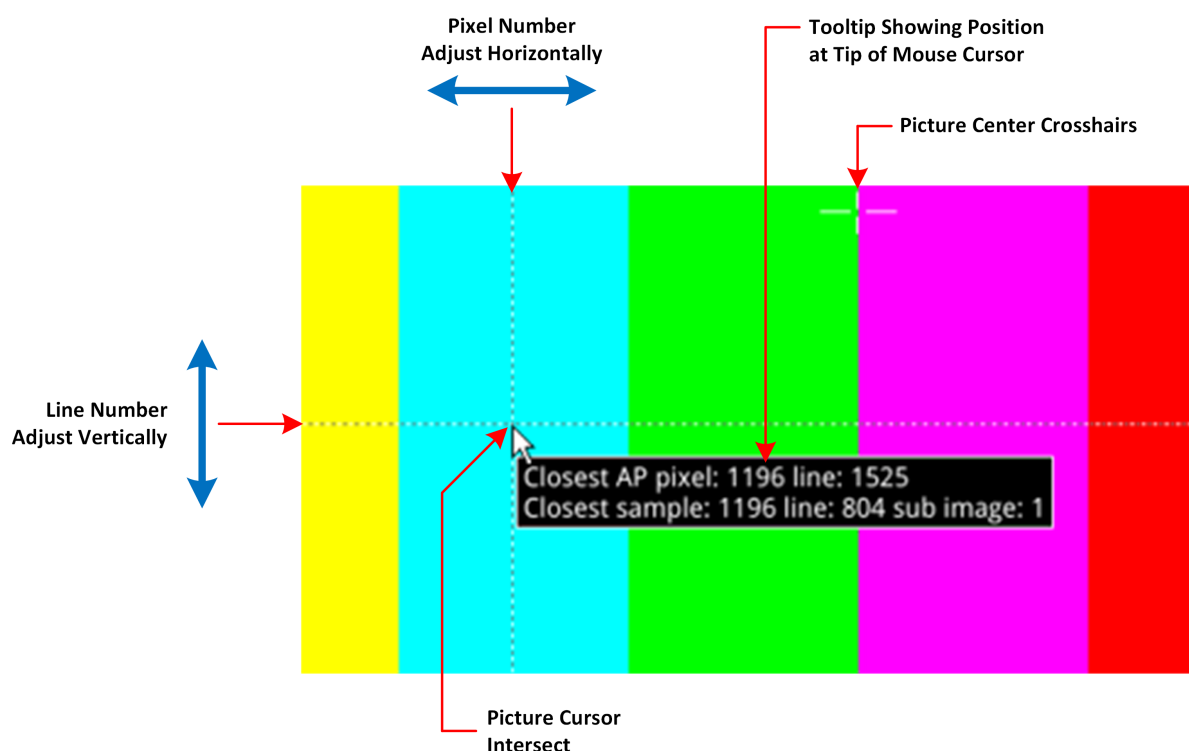 Pixel Number
Adjust Horizontally
Tooltip Showing Position
at Tip of Mouse Cursor
Picture Center Crosshairs
Line Number
Adjust Vertically
Closest AP pixel: 1196 line: 1525
Closest sample: 1196 line: 804 sub image: 1
Picture Cursor
Intersect